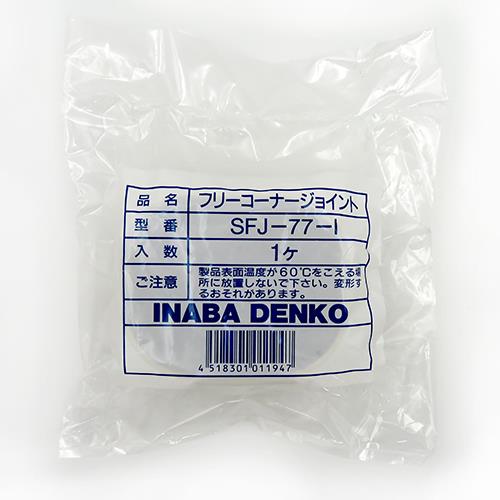 品名 フリーコーナージョイント
型番 SFJ-77-I
入数 1ヶ
ご注意 製品表面温度が60℃をこえる場
所に放置しないで下さい。変形す
るおそれがあります。
INABA DENKO
4 518301 011947